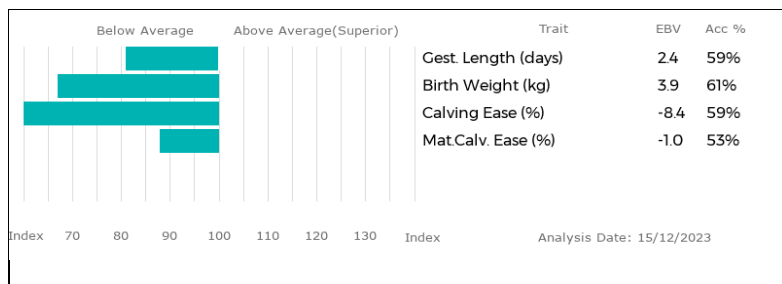 Below Average Above Average(Superior) Trait EBV Acc %
Gest. Length (days) 2.4 59%
Birth Weight (kg) 3.9 61%
Calving Ease (%) -8.4 59%
Mat.Calv. Ease (%) -1.0 53%
Index 70 80 90 100 110 120 130 Index Analysis Date: 15/12/2023